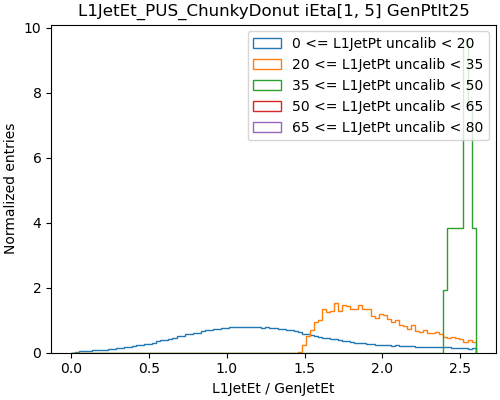 L1JetEt_PUS_ChunkyDonut iEta[1, 5] GenPtlt25
0 <= L1JetPt uncalib < 20
20 <= L1JetPt uncalib < 35
35 <= L1JetPt uncalib < 50
50 <= L1JetPt uncalib < 65
65 <= L1JetPt uncalib < 80
Normalized entries
10
8
6
4
2
0
0.0 0.5 1.0 1.5 2.0 2.5
L1JetEt / GenJetEt